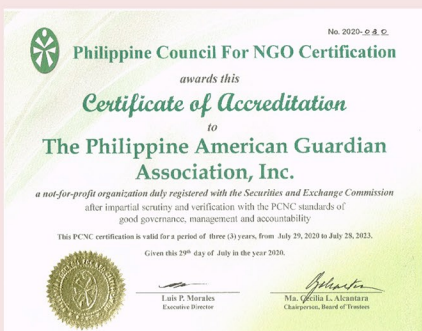 No. 2020-
Philippine Council For NGO Certification
awards this
Certificate of Accreditation
to
The Philippine American Guardian
Association, Inc.
a not-for-profit organization duly registered with the Securities and Exchange Commission
after impartial scrutiny and verification with the PCNC standards of
good governance, management and accountability
This PCNC certification is valid for a period of three (3) years, from July 29, 2020 to July 28, 2023.
Given this 29th day of July in the year 2020.
Luis P. Morales
Executive Director
Ma. Cecilia L. Alcantara
Chairperson, Board of Trustees